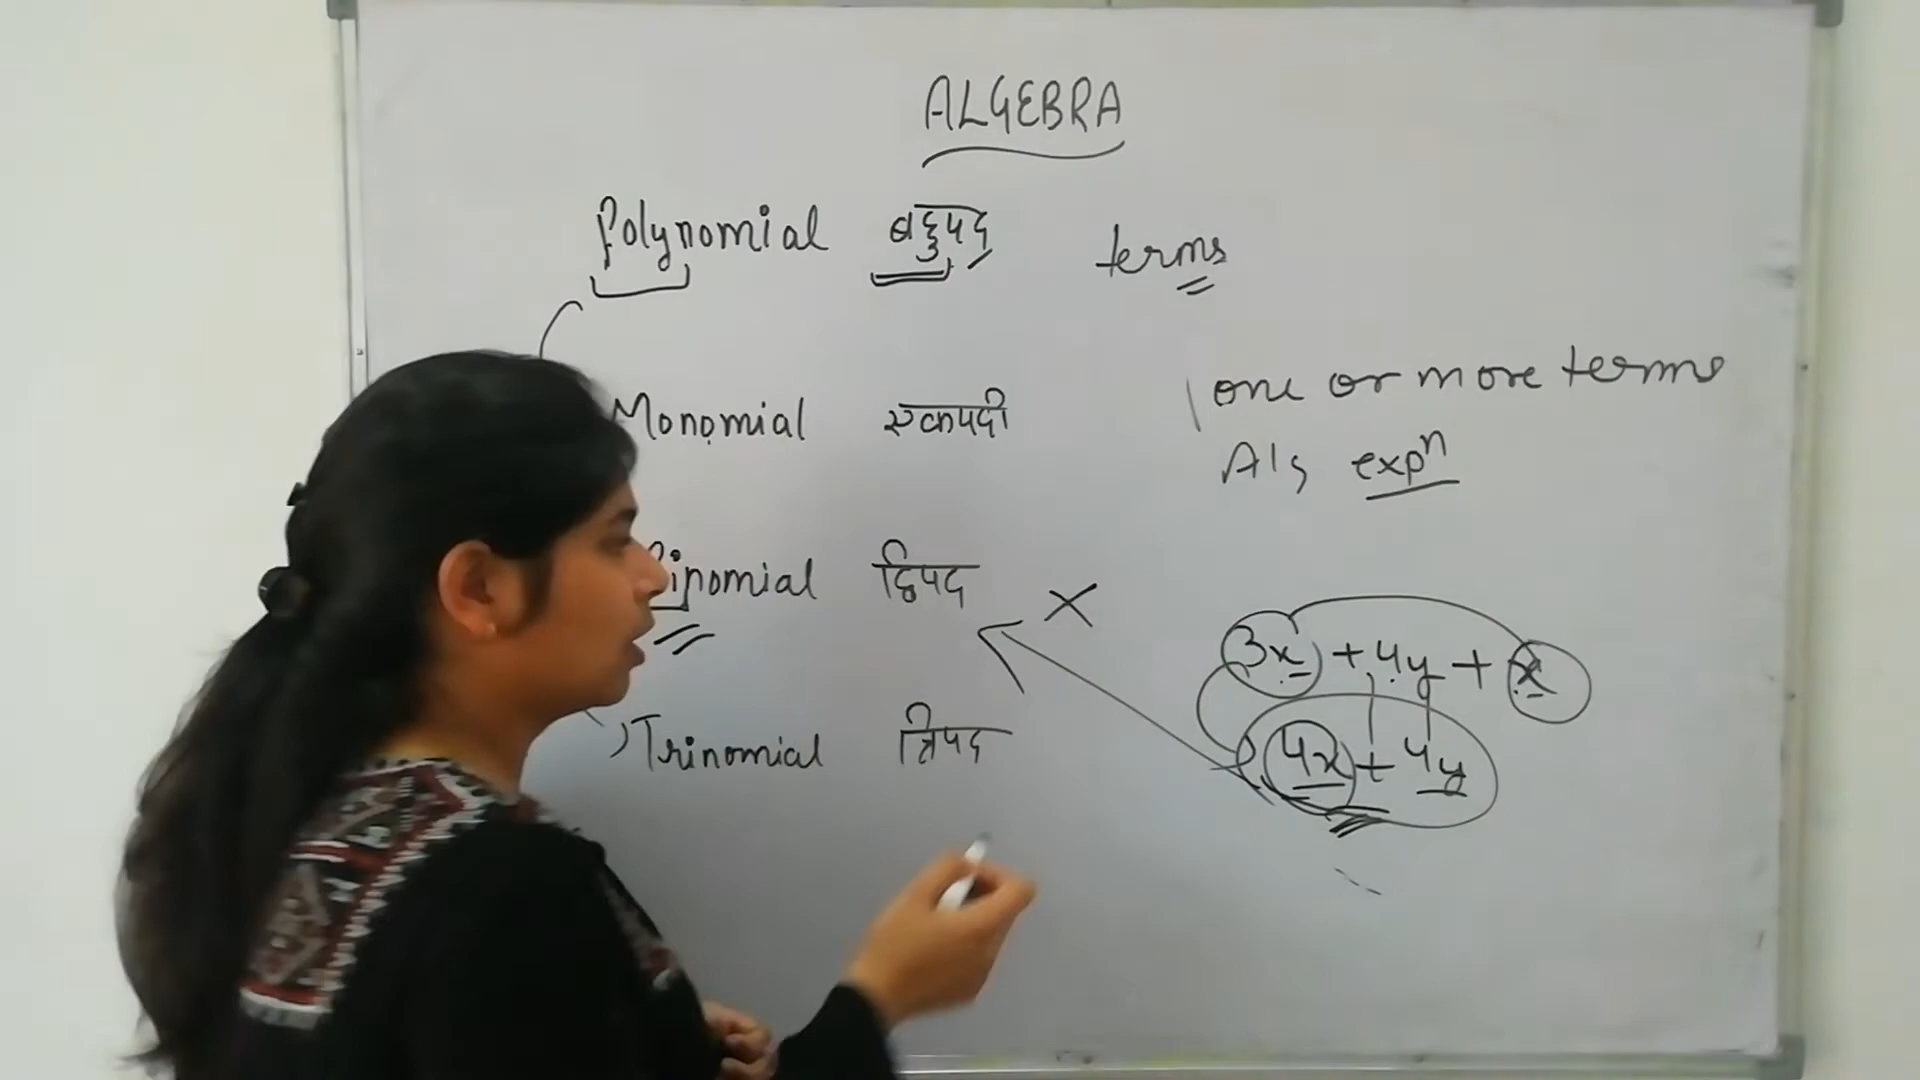 ALGEBRA
Polynomial बहुपद terms
Monomial एकपदी
one or more terms
Alg expⁿ
Binomial द्विपद X
3x + 4y + x
4x + 4y
Trinomial त्रिपद